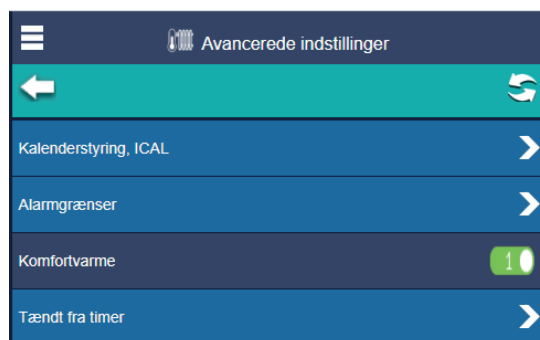 Avancerede indstillinger
Kalenderstyring, ICAL
Alarmgrænser
Komfortvarme
1
Tændt fra timer